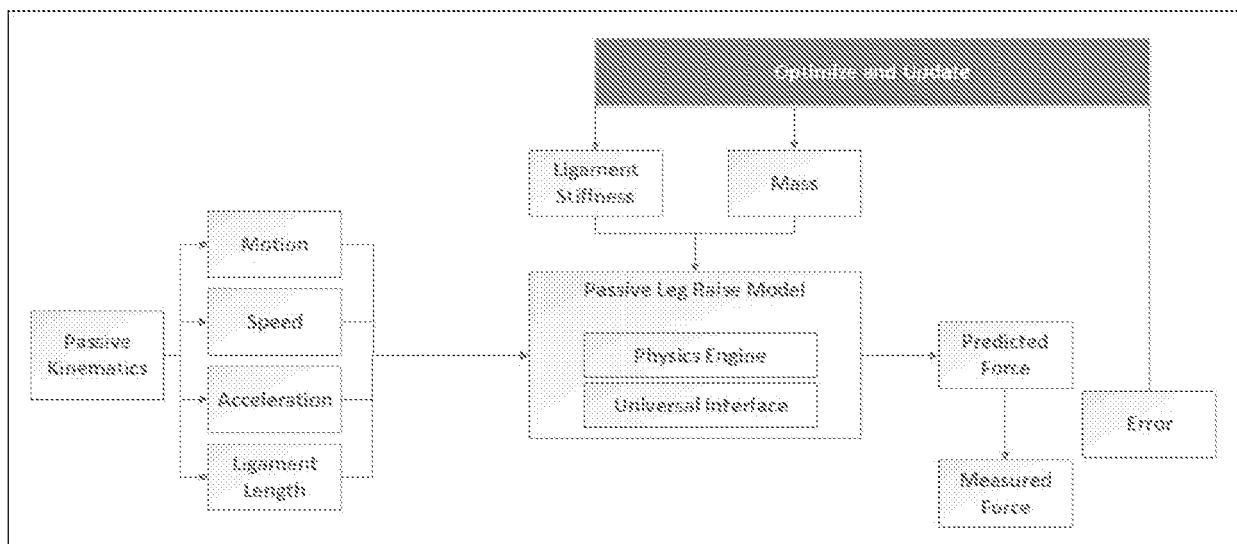 Optimize and Update
Ligament
Stiffness
Mass
Motion
Passive Leg Raise Model
Speed
Passive
Kinematics
Physics Engine
Predicted
Force
Acceleration
Universal Interface
Error
Ligament
Length
Measured
Force